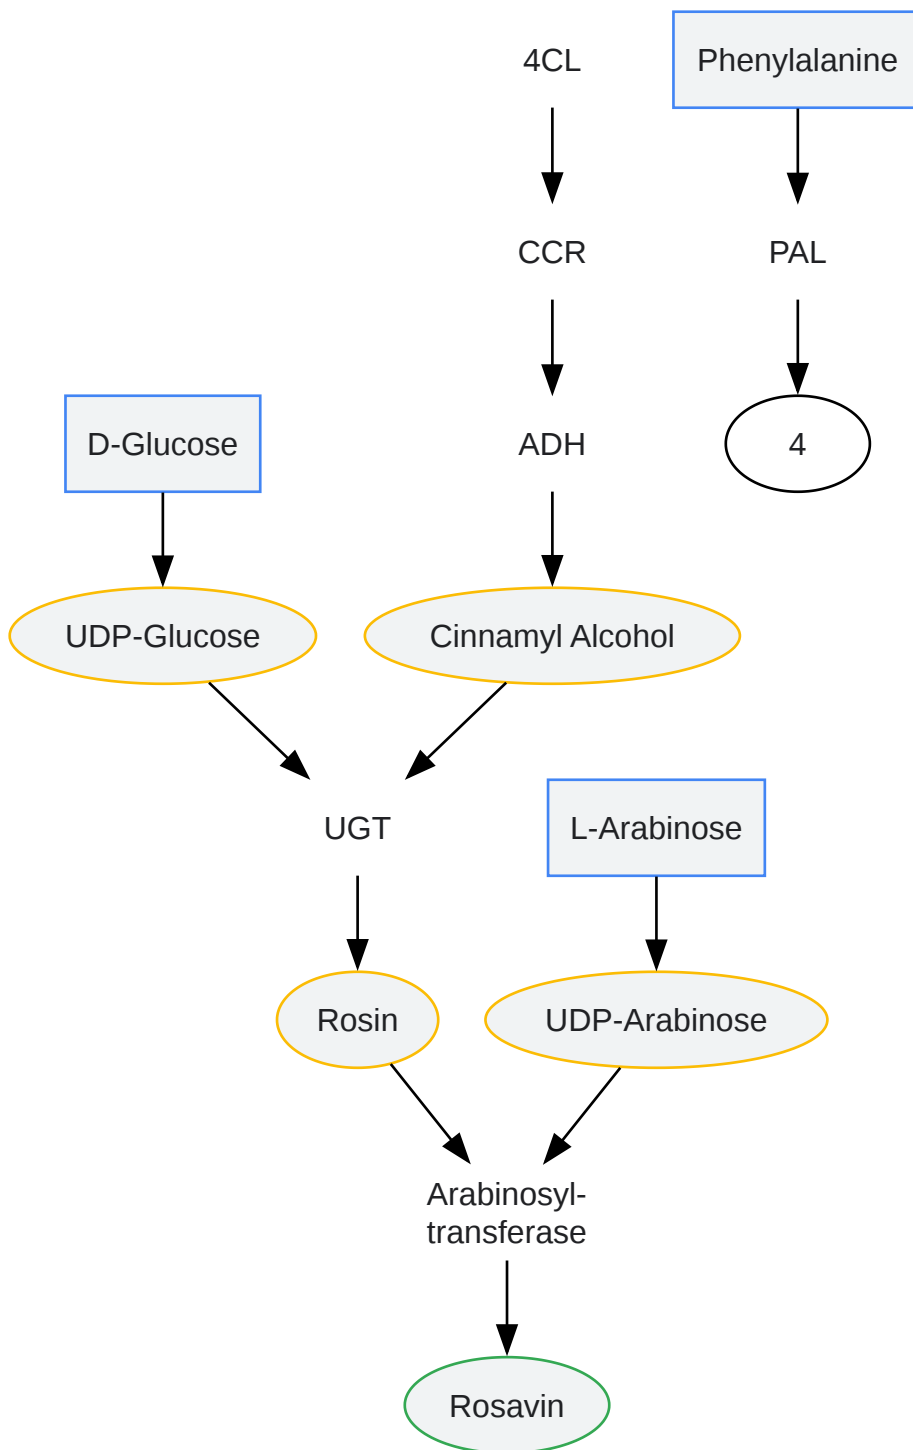 4CL
Phenylalanine
CCR
PAL
D-Glucose
ADH
4
UDP-Glucose
Cinnamyl Alcohol
UGT
L-Arabinose
Rosin
UDP-Arabinose
Arabinosyl-
transferase
Rosavin